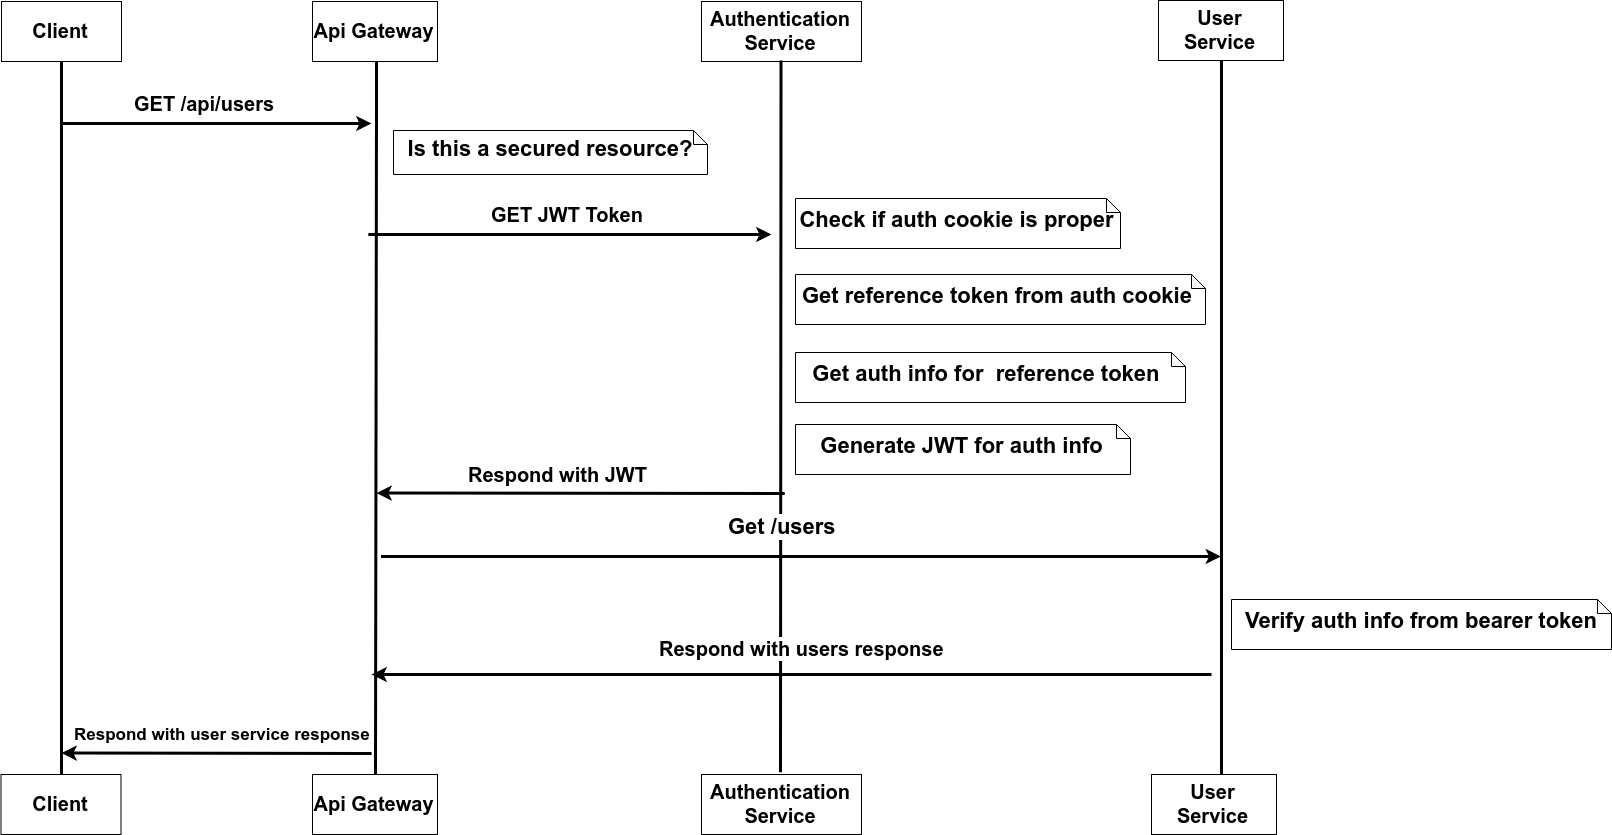 Client
Api Gateway
Authentication
Service
User
Service
GET /api/users
Is this a secured resource?
GET JWT Token
Check if auth cookie is proper
Get reference token from auth cookie
Get auth info for  reference token
Generate JWT for auth info
Respond with JWT
Get /users
Verify auth info from bearer token
Respond with users response
Respond with user service response
Client
Api Gateway
Authentication
Service
User
Service